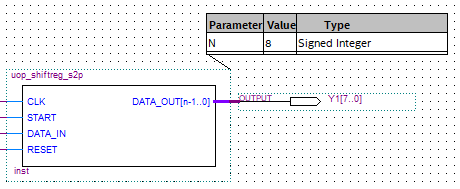 Parameter Value Type
N 8 Signed Integer
uop_shiftreg_s2p
CLK DATA_OUT[n-1..0]
START
DATA_IN
RESET
inst
OUTPUT Y1[7..0]